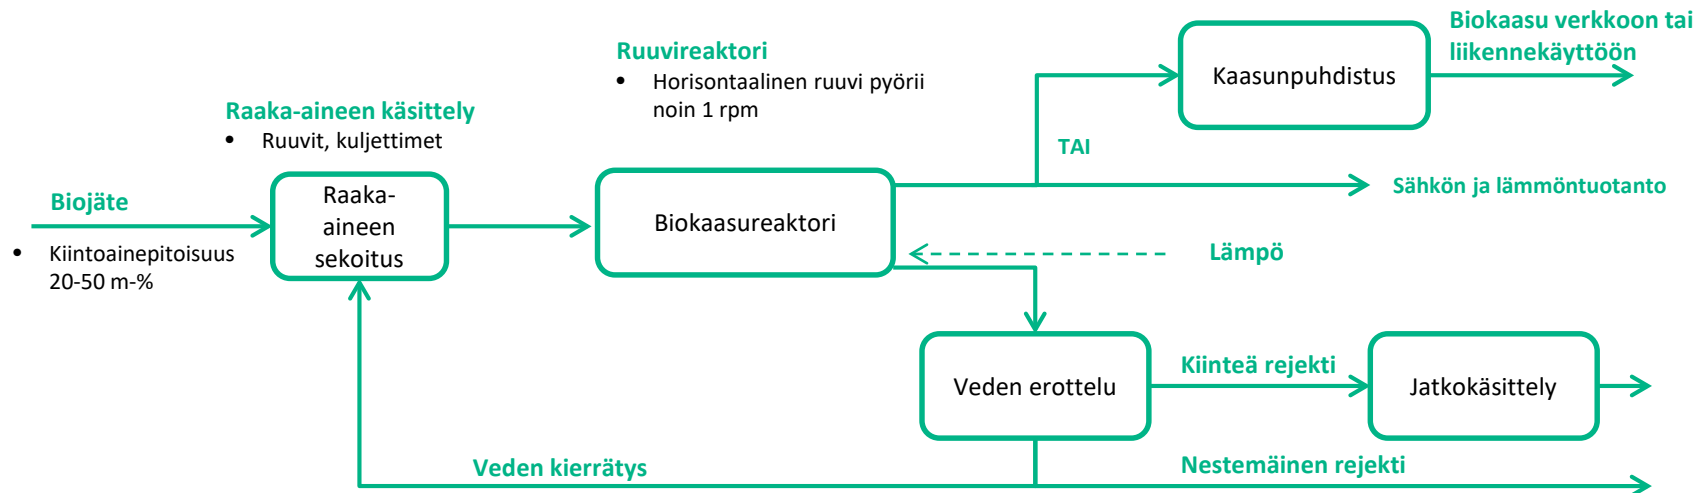 Biokaasu verkkoon tai
liikennekäyttöön
Kaasunpuhdistus
Ruuvireaktori
• Horisontaalinen ruuvi pyörii
noin 1 rpm
Raaka-aineen käsittely
• Ruuvit, kuljettimet
TAI
Sähkön ja lämmöntuotanto
Biojäte
• Kiintoainepitoisuus
20-50 m-%
Raaka-
aineen
sekoitus
Biokaasureaktori
Lämpö
Veden erottelu
Kiinteä rejekti
Jatkokäsittely
Veden kierrätys
Nestemäinen rejekti